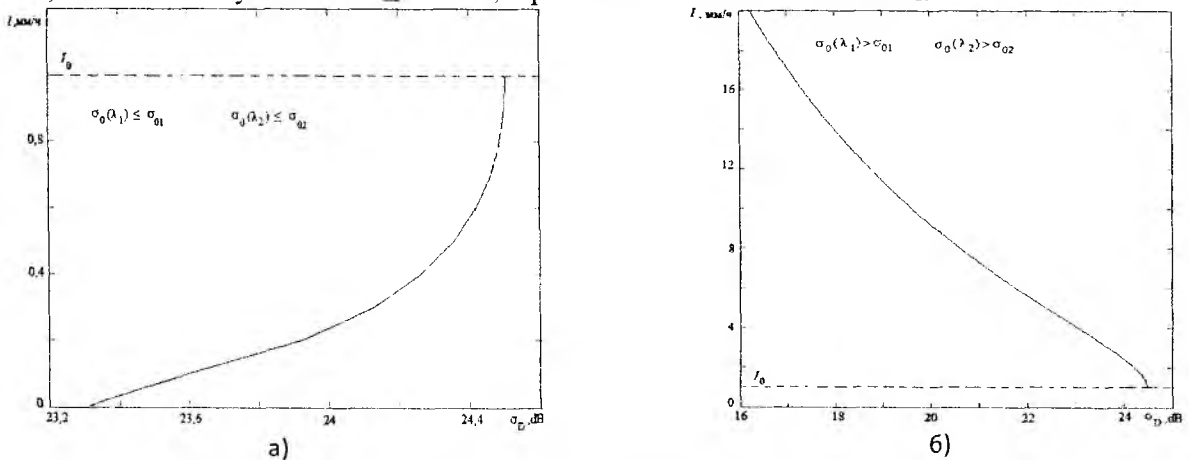 I, мм/ч
I₀
σ₀(λ₁) ≤ σ₀₁ σ₀(λ₂) ≤ σ₀₂
0,8
0,4
0
23,2 23,6 24 24,4 σ_D, dB
а)
I, мм/ч
σ₀(λ₁)>σ₀₁ σ₀(λ₂)>σ₀₂
16
12
8
4
I₀
0
16 18 20 22 24 σ_D, dB
б)